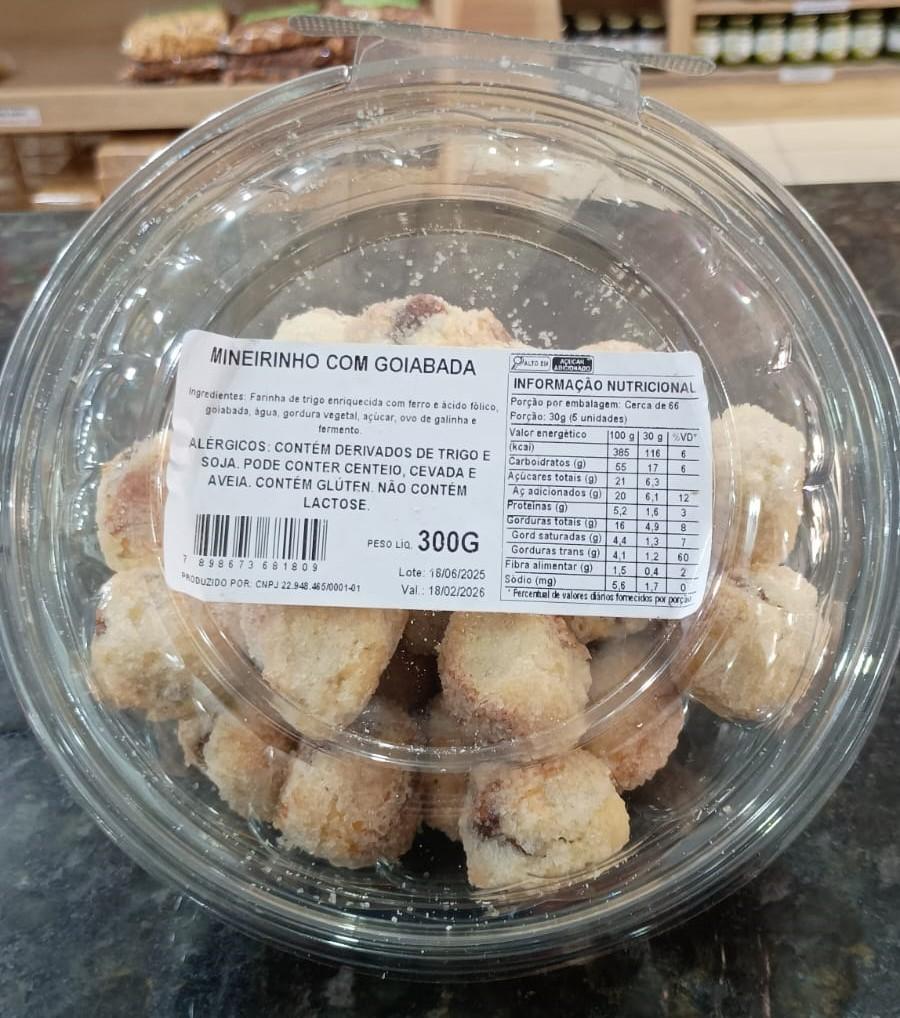 MINEIRINHO COM GOIABADA
Ingredientes: Farinha de trigo enriquecida com ferro e ácido fólico,
goiabada, água, gordura vegetal, açúcar, ovo de galinha e
fermento.
ALÉRGICOS: CONTÉM DERIVADOS DE TRIGO E
SOJA. PODE CONTER CENTEIO, CEVADA E
AVEIA. CONTÉM GLÚTEN. NÃO CONTÉM
LACTOSE.
7 898673 681809
PESO LIQ. 300G
Lote: 18/06/2025
PRODUZIDO POR: CNPJ 22.948.465/0001-01
Val.: 18/02/2026
ALTO EM AÇÚCAR ADICIONADO
INFORMAÇÃO NUTRICIONAL
Porção por embalagem: Cerca de 66
Porção: 30g (5 unidades)
100 g 30 g %VD*
Valor energético (kcal) 385 116 6
Carboidratos (g) 55 17 6
Açúcares totais (g) 21 6,3
Aç adicionados (g) 20 6,1 12
Proteínas (g) 5,2 1,6 3
Gorduras totais (g) 16 4,9 8
Gord saturadas (g) 4,4 1,3 7
Gorduras trans (g) 4,1 1,2 60
Fibra alimentar (g) 1,5 0,4 2
Sódio (mg) 5,6 1,7 0
* Percentual de valores diários fornecidos por porção